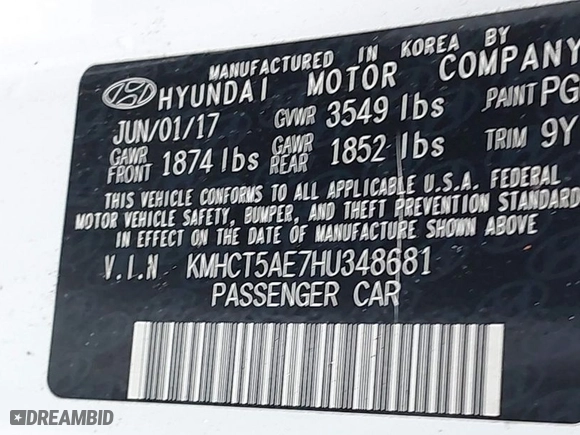 MANUFACTURED IN KOREA BY
HYUNDAI MOTOR COMPANY
JUN/01/17 GVWR 3549 lbs PAINT PG
GAWR FRONT 1874 lbs GAWR REAR 1852 lbs TRIM 9Y
THIS VEHICLE CONFORMS TO ALL APPLICABLE U.S.A. FEDERAL
MOTOR VEHICLE SAFETY, BUMPER, AND THEFT PREVENTION STANDARD
IN EFFECT ON THE DATE OF MANUFACTURE SHOWN ABOVE
V.I.N KMHCT5AE7HU348681
PASSENGER CAR
DREAMBID